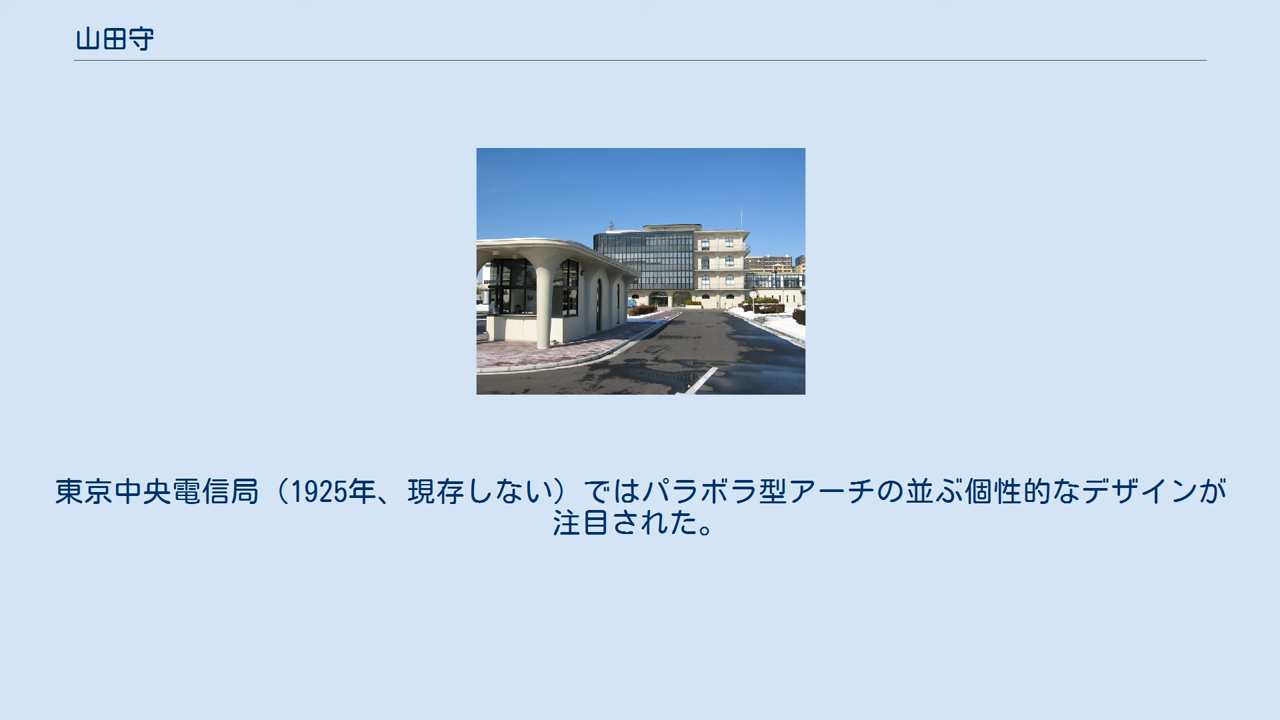 山田守
東京中央電信局（1925年、現存しない）ではパラボラ型アーチの並ぶ個性的なデザインが
注目された。